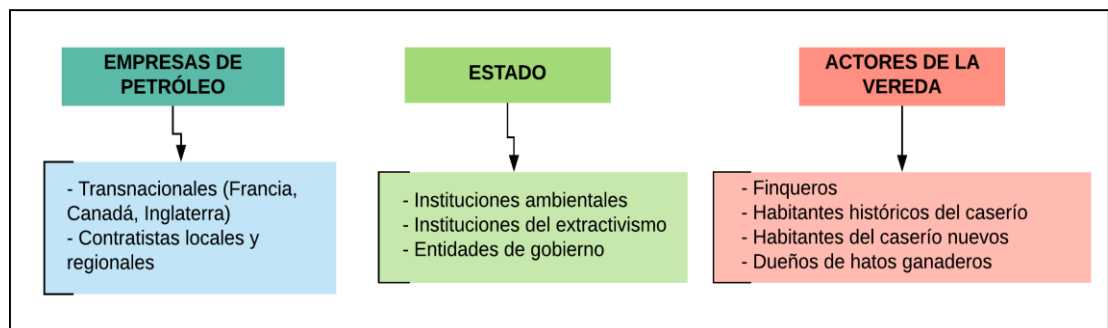 EMPRESAS DE
PETRÓLEO
- Transnacionales (Francia,
Canadá, Inglaterra)
- Contratistas locales y
regionales
ESTADO
- Instituciones ambientales
- Instituciones del extractivismo
- Entidades de gobierno
ACTORES DE LA
VEREDA
- Finqueros
- Habitantes históricos del caserío
- Habitantes del caserío nuevos
- Dueños de hatos ganaderos